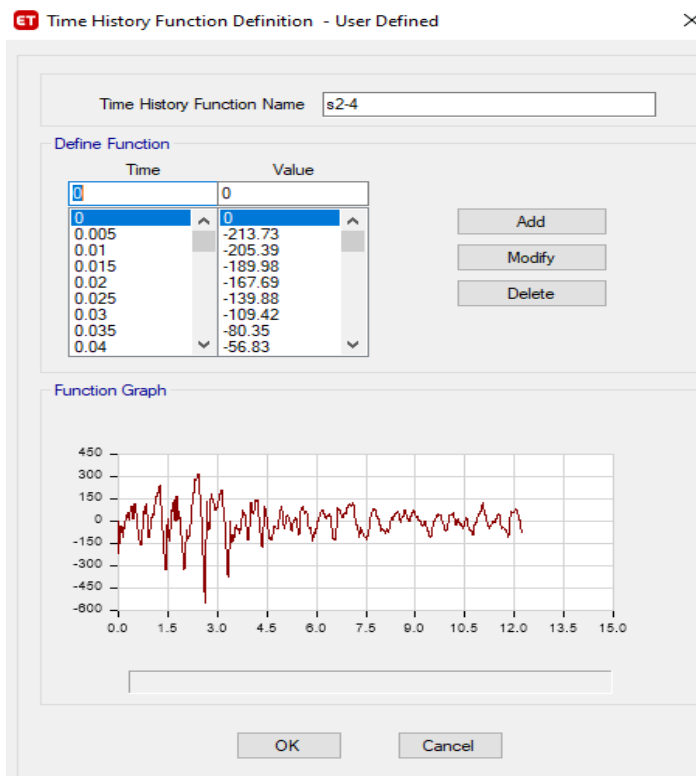 ET Time History Function Definition - User Defined
Time History Function Name s2-4
Define Function
Time Value
0 0
0 0
0.005 -213.73
0.01 -205.39
0.015 -189.98
0.02 -167.69
0.025 -139.88
0.03 -109.42
0.035 -80.35
0.04 -56.83
Add
Modify
Delete
Function Graph
450
300
150
0
-150
-300
-450
-600
0.0 1.5 3.0 4.5 6.0 7.5 9.0 10.5 12.0 13.5 15.0
OK Cancel